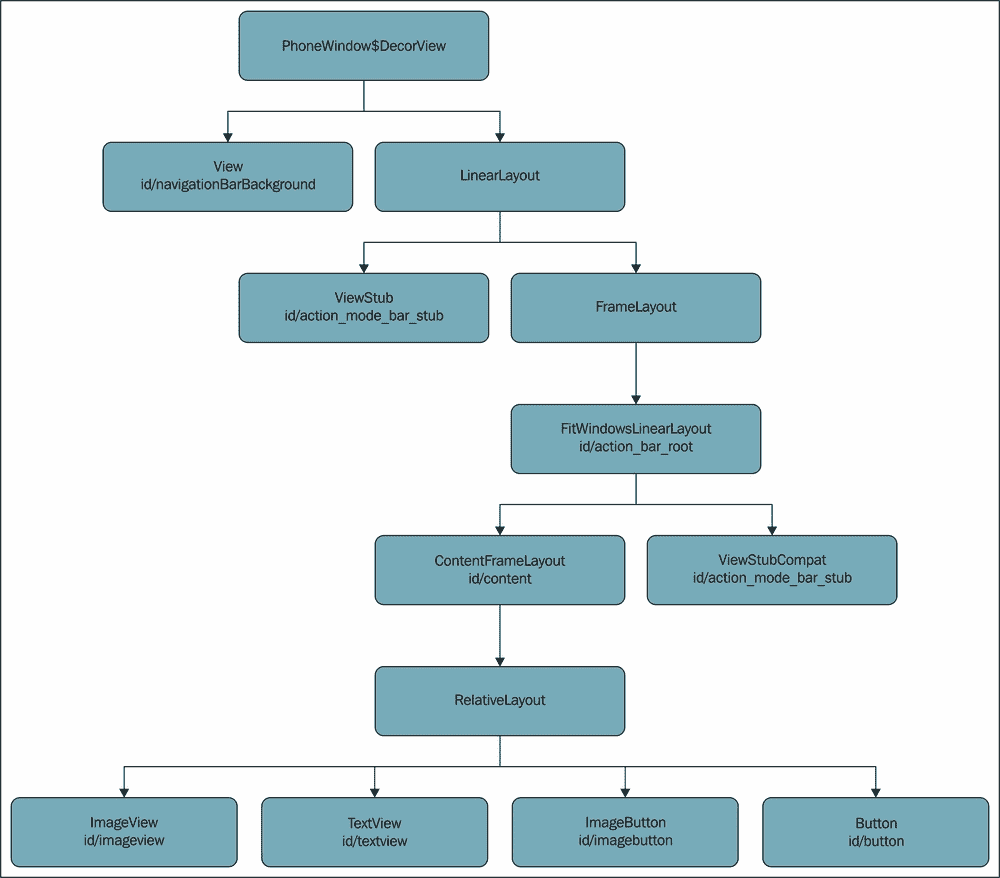 PhoneWindow$DecorView
View
id/navigationBarBackground
LinearLayout
ViewStub
id/action_mode_bar_stub
FrameLayout
FitWindowsLinearLayout
id/action_bar_root
ContentFrameLayout
id/content
ViewStubCompat
id/action_mode_bar_stub
RelativeLayout
ImageView
id/imageview
TextView
id/textview
ImageButton
id/imagebutton
Button
id/button